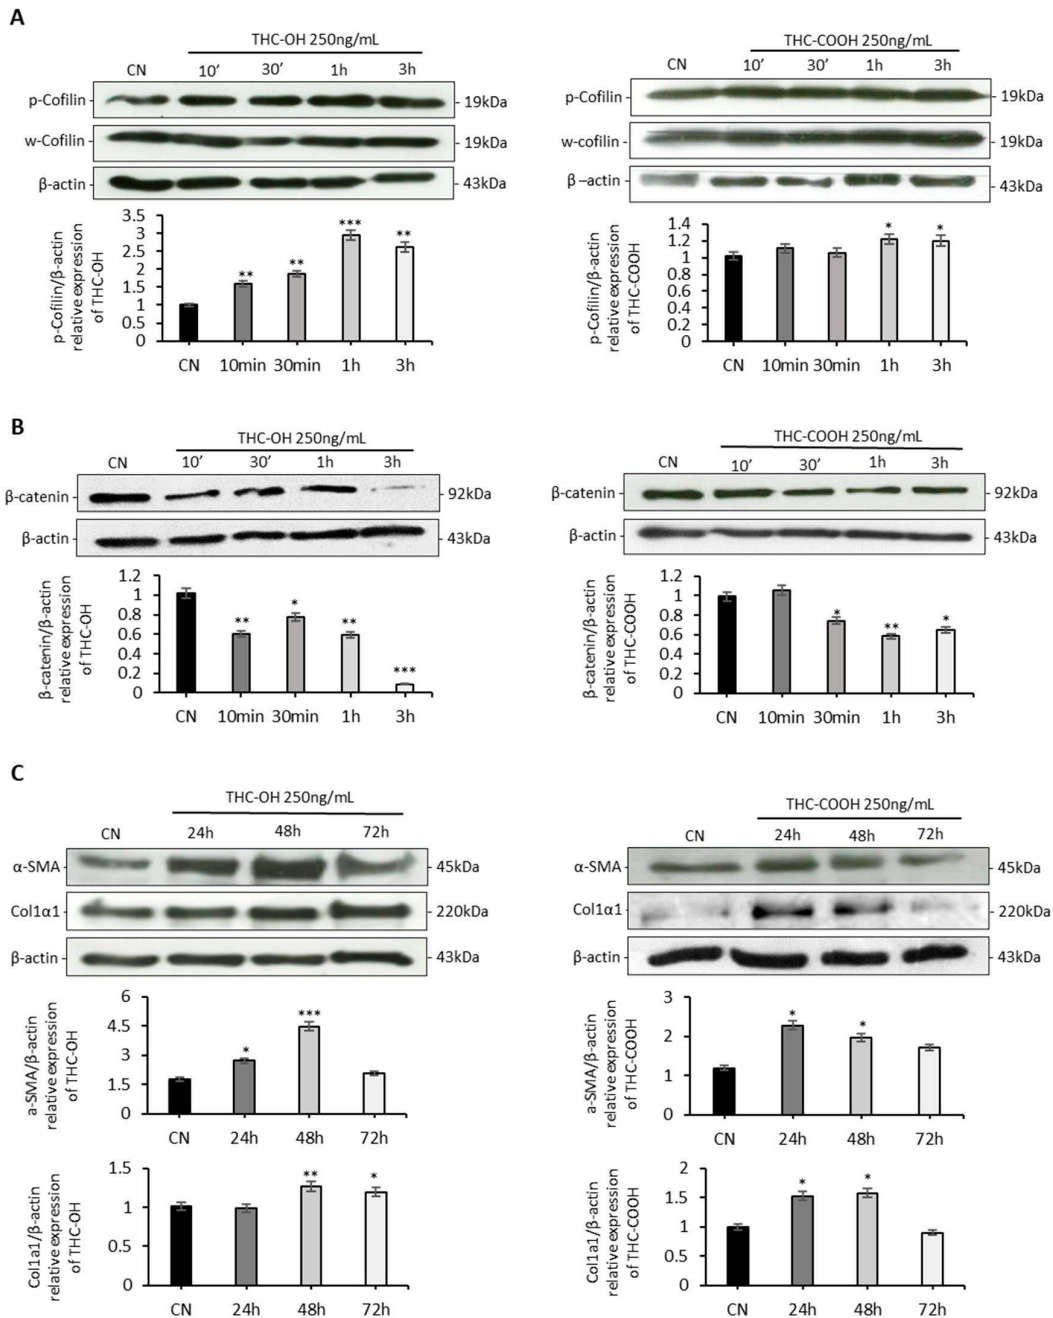 A
THC-OH 250ng/mL
CN 10’ 30’ 1h 3h
p-Cofilin 19kDa
w-Cofilin 19kDa
β-actin 43kDa
p-Cofilin/β-actin
relative expression
of THC-OH
3.5
3
2.5
2
1.5
1
0.5
0
** ** *** **
CN 10min 30min 1h 3h
THC-COOH 250ng/mL
CN 10’ 30’ 1h 3h
p-Cofilin 19kDa
w-cofilin 19kDa
β –actin 43kDa
p-Cofilin/β-actin
relative expression
of THC-COOH
1.4
1.2
1
0.8
0.6
0.4
0.2
0
* *
CN 10min 30min 1h 3h
B
THC-OH 250ng/mL
CN 10’ 30’ 1h 3h
β-catenin 92kDa
β-actin 43kDa
β-catenin/β-actin
relative expression
of THC-OH
1.2
1
0.8
0.6
0.4
0.2
0
** * ** ***
CN 10min 30min 1h 3h
THC-COOH 250ng/mL
CN 10’ 30’ 1h 3h
β-catenin 92kDa
β-actin 43kDa
β-catenin/β-actin
relative expression
of THC-COOH
1.2
1
0.8
0.6
0.4
0.2
0
* ** *
CN 10min 30min 1h 3h
C
THC-OH 250ng/mL
CN 24h 48h 72h
α-SMA 45kDa
Col1α1 220kDa
β-actin 43kDa
a-SMA/β-actin
relative expression
of THC-OH
6
4.5
3
1.5
0
* ***
CN 24h 48h 72h
Col1a1/β-actin
relative expression
of THC-OH
1.5
1
0.5
0
** *
CN 24h 48h 72h
THC-COOH 250ng/mL
CN 24h 48h 72h
α-SMA 45kDa
Col1α1 220kDa
β-actin 43kDa
a-SMA/β-actin
relative expression
of THC-COOH
3
2
1
0
* *
CN 24h 48h 72h
Col1a1/β-actin
relative expression
of THC-COOH
2
1.5
1
0.5
0
* *
CN 24h 48h 72h